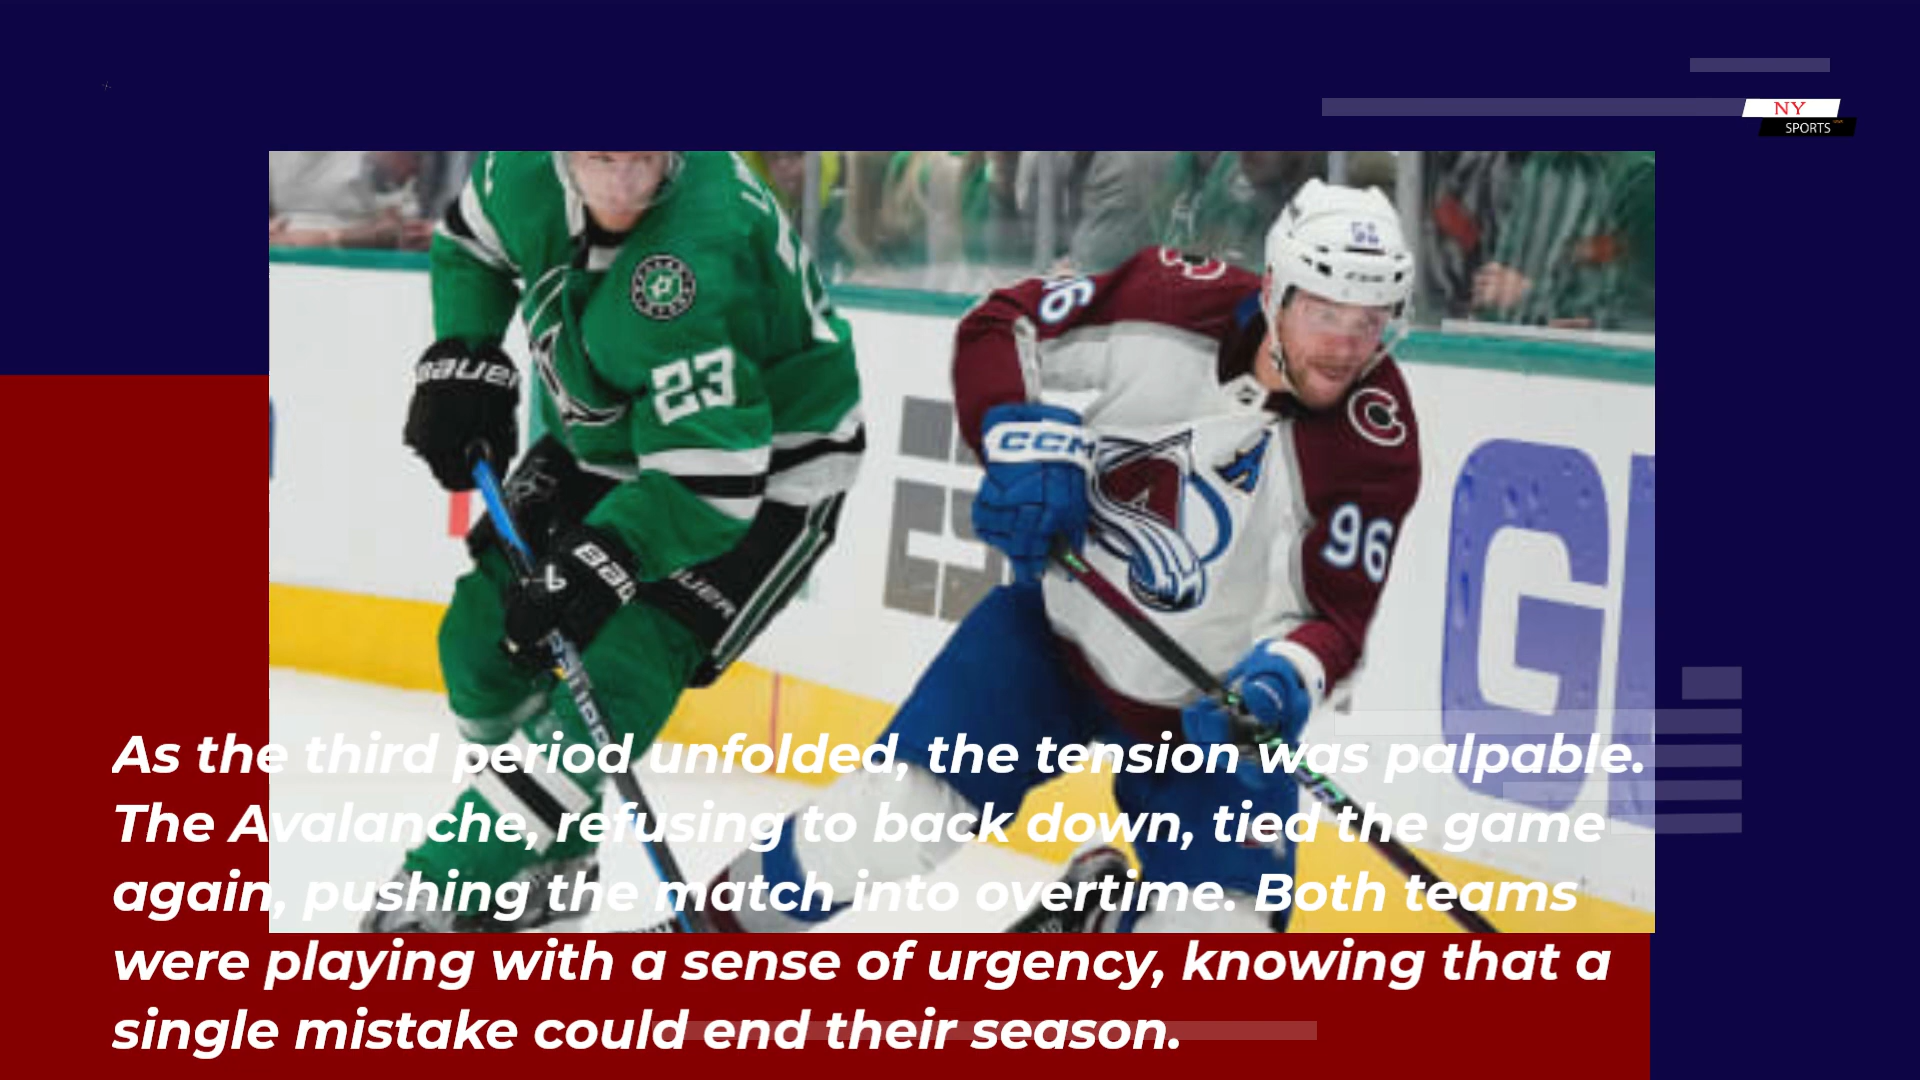 NY
SPORTS
23
96
96
CCM
BAUER
As the third period unfolded, the tension was palpable.
The Avalanche, refusing to back down, tied the game
again, pushing the match into overtime. Both teams
were playing with a sense of urgency, knowing that a
single mistake could end their season.